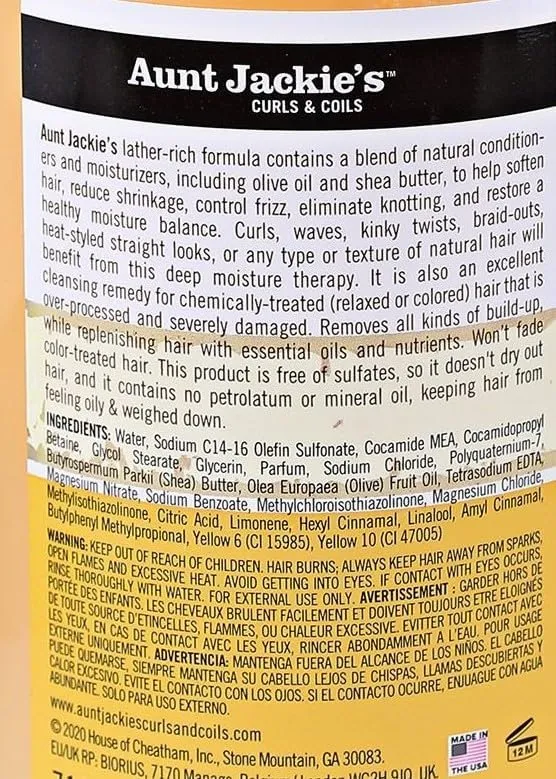 Aunt Jackie's™
CURLS & COILS
Aunt Jackie's lather-rich formula contains a blend of natural condition-
ers and moisturizers, including olive oil and shea butter, to help soften
hair, reduce shrinkage, control frizz, eliminate knotting, and restore a
healthy moisture balance. Curls, waves, kinky twists, braid-outs,
heat-styled straight looks, or any type or texture of natural hair will
benefit from this deep moisture therapy. It is also an excellent
cleansing remedy for chemically-treated (relaxed or colored) hair that is
over-processed and severely damaged. Removes all kinds of build-up,
while replenishing hair with essential oils and nutrients. Won't fade
color-treated hair. This product is free of sulfates, so it doesn't dry out
hair, and it contains no petrolatum or mineral oil, keeping hair from
feeling oily & weighed down.
INGREDIENTS: Water, Sodium C14-16 Olefin Sulfonate, Cocamide MEA, Cocamidopropyl
Betaine, Glycol Stearate, Glycerin, Parfum, Sodium Chloride, Polyquaternium-7,
Butyrospermum Parkii (Shea) Butter, Olea Europaea (Olive) Fruit Oil, Tetrasodium EDTA,
Magnesium Nitrate, Sodium Benzoate, Methylchloroisothiazolinone, Magnesium Chloride,
Methylisothiazolinone, Citric Acid, Limonene, Hexyl Cinnamal, Linalool, Amyl Cinnamal,
Butylphenyl Methylpropional, Yellow 6 (CI 15985), Yellow 10 (CI 47005)
WARNING: KEEP OUT OF REACH OF CHILDREN. HAIR BURNS; ALWAYS KEEP HAIR AWAY FROM SPARKS,
OPEN FLAMES AND EXCESSIVE HEAT. AVOID GETTING INTO EYES. IF CONTACT WITH EYES OCCURS,
RINSE THOROUGHLY WITH WATER. FOR EXTERNAL USE ONLY. AVERTISSEMENT : GARDER HORS DE
PORTÉE DES ENFANTS. LES CHEVEAUX BRULENT FACILEMENT ET DOIVENT TOUJOURS ETRE ELOIGNÉS
DE TOUTE SOURCE D'ETINCELLES, FLAMMES, OU CHALEUR EXCESSIVE. EVITTER TOUT CONTACT AVEC
LES YEUX, EN CAS DE CONTACT AVEC LES YEUX, RINCER ABONDAMMENT A L'EAU. POUR USAGE
EXTERNE UNIQUEMENT. ADVERTENCIA: MANTENGA FUERA DEL ALCANCE DE LOS NIÑOS. EL CABELLO
PUEDE QUEMARSE, SIEMPRE MANTENGA SU CABELLO LEJOS DE CHISPAS, LLAMAS DESCUBIERTAS Y
CALOR EXCESIVO. EVITE EL CONTACTO CON LOS OJOS. SI EL CONTACTO OCURRE, ENJUAGUE CON AGUA
ABUNDANTE. SOLO PARA USO EXTERNO.
www.auntjackiescurlsandcoils.com
© 2020 House of Cheatham, Inc., Stone Mountain, GA 30083.
EU/UK RP: BIORIUS, 7170 Manage, Belgium / London WC2H 9JQ, UK
MADE IN
THE USA
12 M